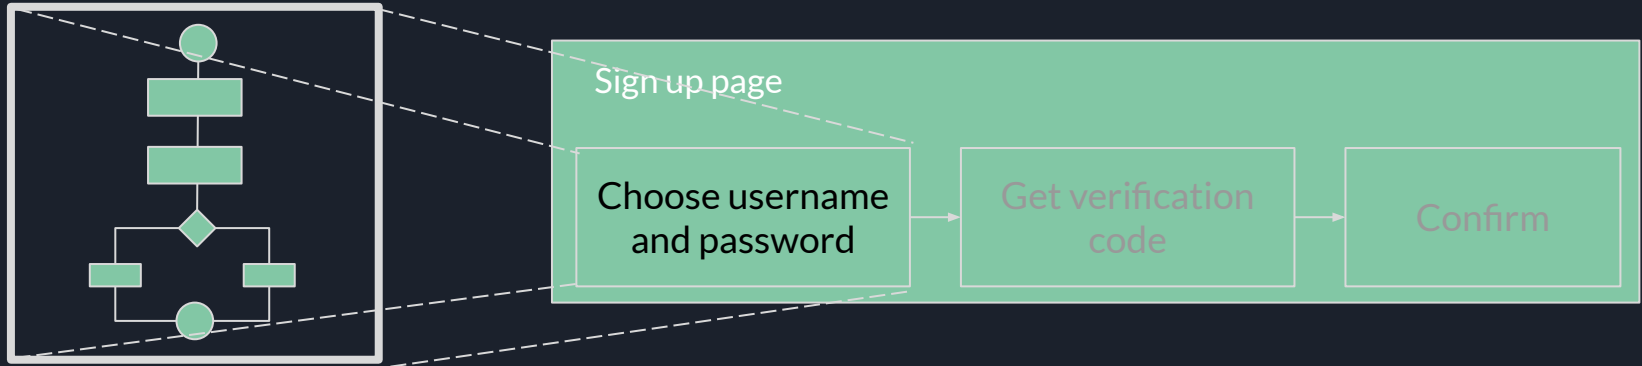 Sign up page
Choose username
and password
Get verification
code
Confirm